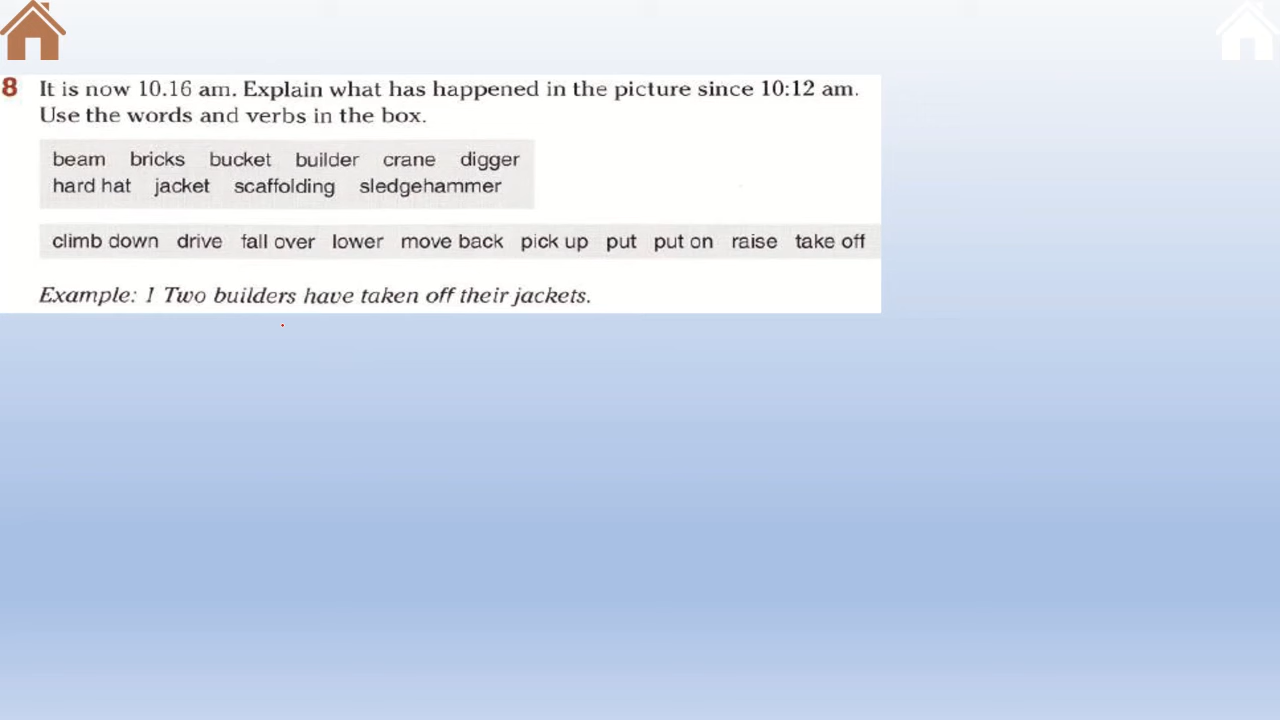 8 It is now 10.16 am. Explain what has happened in the picture since 10:12 am.
Use the words and verbs in the box.
beam bricks bucket builder crane digger
hard hat jacket scaffolding sledgehammer
climb down drive fall over lower move back pick up put put on raise take off
Example: 1 Two builders have taken off their jackets.